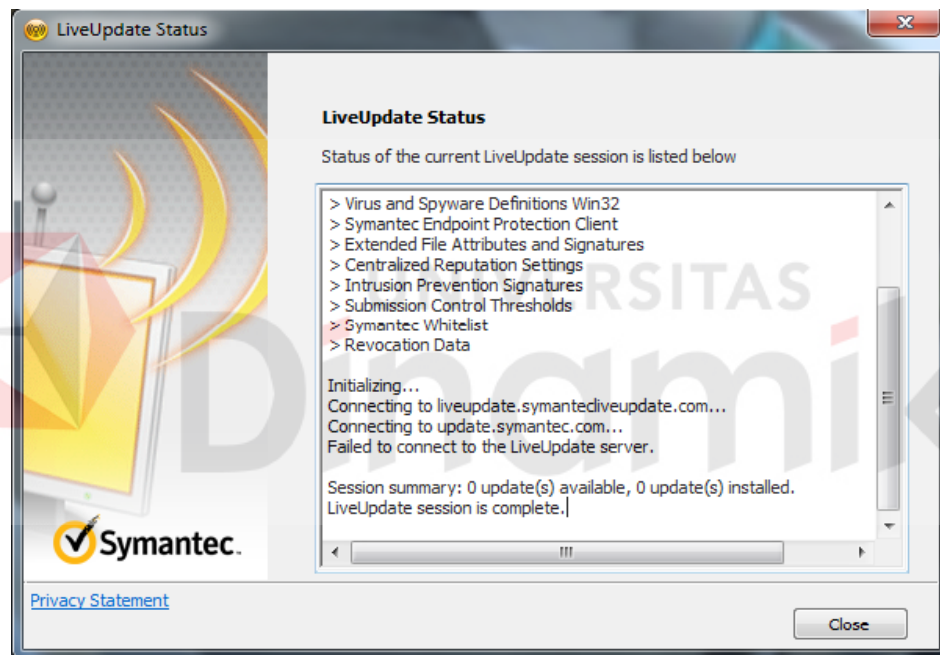 LiveUpdate Status
LiveUpdate Status
Status of the current LiveUpdate session is listed below
> Virus and Spyware Definitions Win32
> Symantec Endpoint Protection Client
> Extended File Attributes and Signatures
> Centralized Reputation Settings
> Intrusion Prevention Signatures
> Submission Control Thresholds
> Symantec Whitelist
> Revocation Data
Initializing...
Connecting to liveupdate.symantecliveupdate.com...
Connecting to update.symantec.com...
Failed to connect to the LiveUpdate server.
Session summary: 0 update(s) available, 0 update(s) installed.
LiveUpdate session is complete.
UNIVERSITAS
Dinamik
Symantec.
Privacy Statement
Close